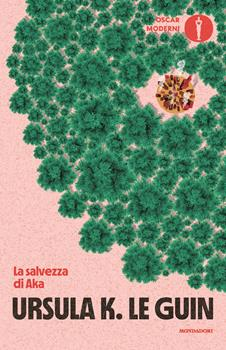 OSCAR
MODERNI
La salvezza
di Aka
URSULA K. LE GUIN
MONDADORI